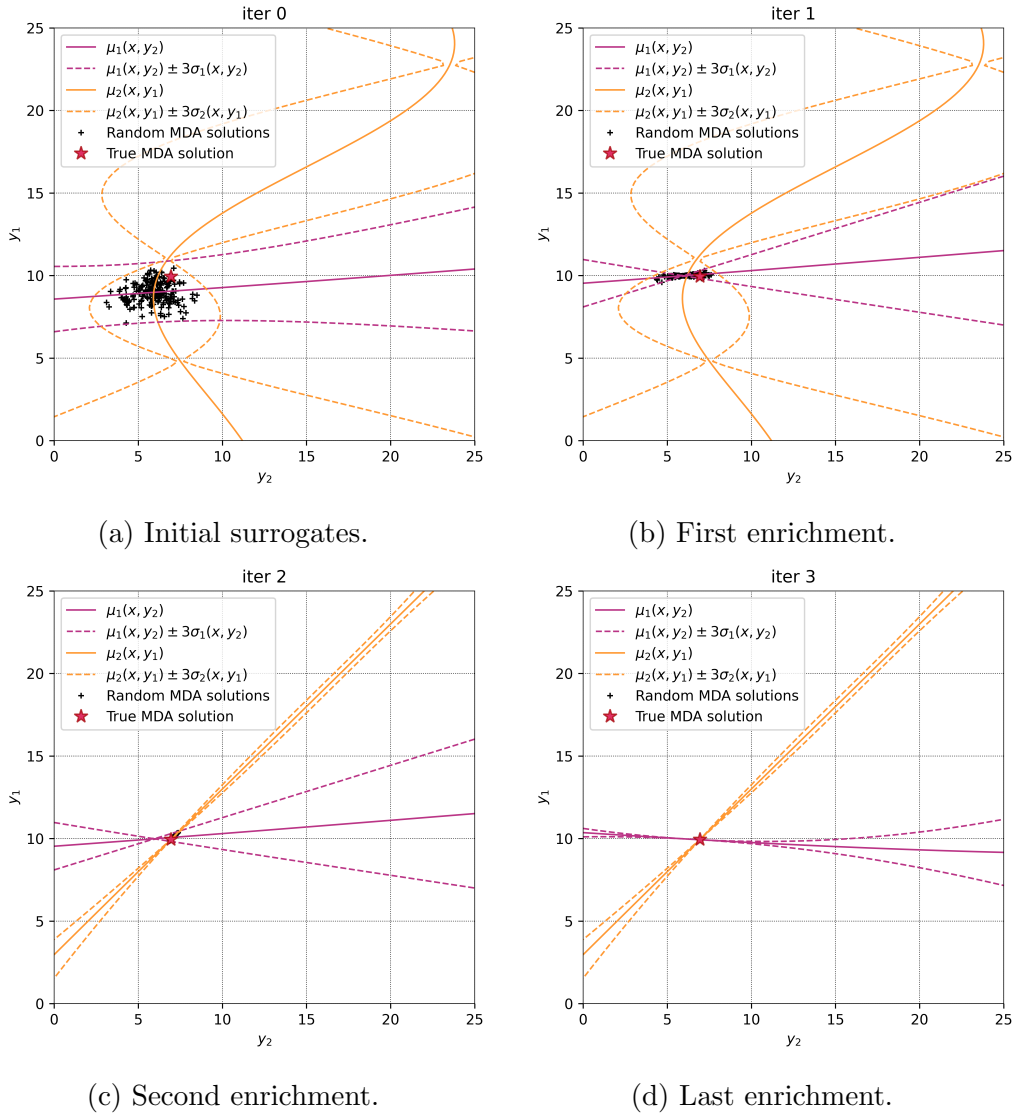 iter 0
25
20
15
10
5
0
y₁
μ₁(x, y₂)
μ₁(x, y₂) ± 3σ₁(x, y₂)
μ₂(x, y₁)
μ₂(x, y₁) ± 3σ₂(x, y₁)
Random MDA solutions
True MDA solution
0 5 10 15 20 25
y₂
(a) Initial surrogates.
iter 1
25
20
15
10
5
0
y₁
μ₁(x, y₂)
μ₁(x, y₂) ± 3σ₁(x, y₂)
μ₂(x, y₁)
μ₂(x, y₁) ± 3σ₂(x, y₁)
Random MDA solutions
True MDA solution
0 5 10 15 20 25
y₂
(b) First enrichment.
iter 2
25
20
15
10
5
0
y₁
μ₁(x, y₂)
μ₁(x, y₂) ± 3σ₁(x, y₂)
μ₂(x, y₁)
μ₂(x, y₁) ± 3σ₂(x, y₁)
Random MDA solutions
True MDA solution
0 5 10 15 20 25
y₂
(c) Second enrichment.
iter 3
25
20
15
10
5
0
y₁
μ₁(x, y₂)
μ₁(x, y₂) ± 3σ₁(x, y₂)
μ₂(x, y₁)
μ₂(x, y₁) ± 3σ₂(x, y₁)
Random MDA solutions
True MDA solution
0 5 10 15 20 25
y₂
(d) Last enrichment.